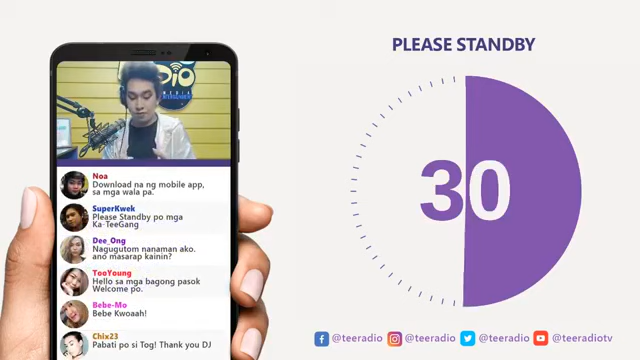 Noa
Download na ng mobile app,
sa mga wala pa.
SuperKwek
Please Standby po mga
Ka-TeeGang
Dee_Ong
Nagugutom nanaman ako.
ano masarap kainin?
TooYoung
Hello sa mga bagong pasok
Welcome po.
Bebe-Mo
Bebe Kwoaah!
Chix23
Pabati po si Tog! Thank you DJ
PLEASE STANDBY
30
@teeradio
@teeradio
@teeradio
@teeradiotv